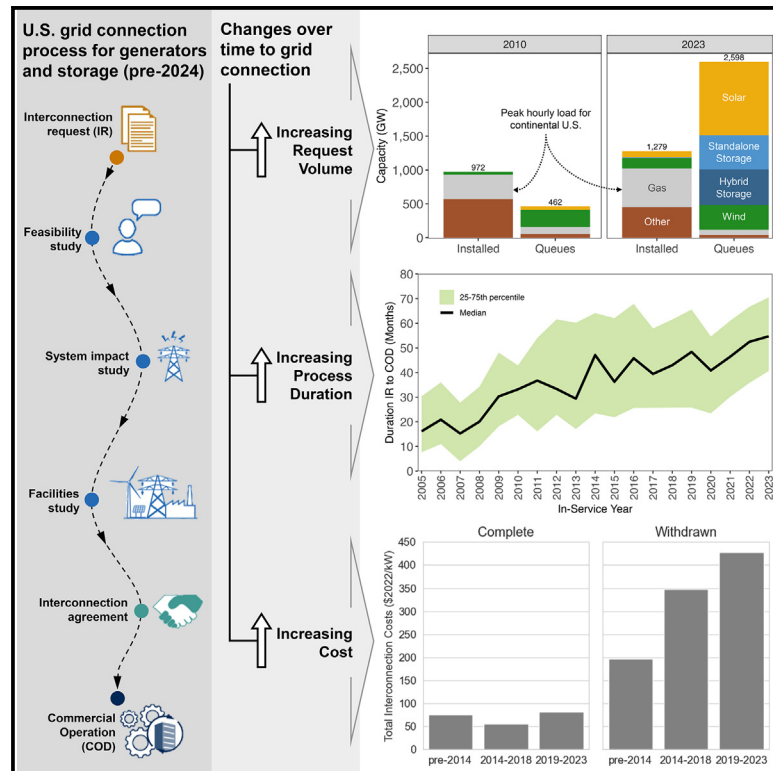 U.S. grid connection
process for generators
and storage (pre-2024)
Interconnection
request (IR)
Feasibility
study
System impact
study
Facilities
study
Interconnection
agreement
Commercial
Operation (COD)
Changes over
time to grid
connection
Increasing
Request
Volume
Increasing
Process
Duration
Increasing
Cost
2010
2023
Capacity (GW)
2,500
2,000
1,500
1,000
500
0
Peak hourly load for
continental U.S.
972
462
1,279
2,598
Gas
Other
Solar
Standalone
Storage
Hybrid
Storage
Wind
Installed
Queues
Installed
Queues
Duration IR to COD (Months)
80
70
60
50
40
30
20
10
0
25-75th percentile
Median
2005
2006
2007
2008
2009
2010
2011
2012
2013
2014
2015
2016
2017
2018
2019
2020
2021
2022
2023
In-Service Year
Complete
Withdrawn
Total Interconnection Costs ($2022/kW)
450
400
350
300
250
200
150
100
50
0
pre-2014
2014-2018
2019-2023
pre-2014
2014-2018
2019-2023